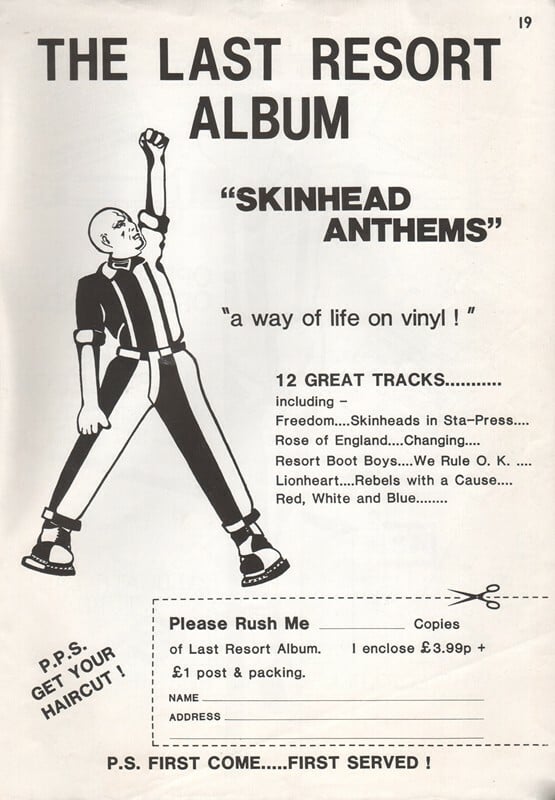 19
THE LAST RESORT
ALBUM
“SKINHEAD
ANTHEMS”
"a way of life on vinyl ! "
12 GREAT TRACKS...........
including –
Freedom....Skinheads in Sta-Press....
Rose of England....Changing....
Resort Boot Boys....We Rule O. K. ....
Lionheart....Rebels with a Cause....
Red, White and Blue........
Please Rush Me ____________ Copies
of Last Resort Album. I enclose £3.99p +
£1 post & packing.
NAME
ADDRESS
P.P.S.
GET YOUR
HAIRCUT !
P.S. FIRST COME.....FIRST SERVED !